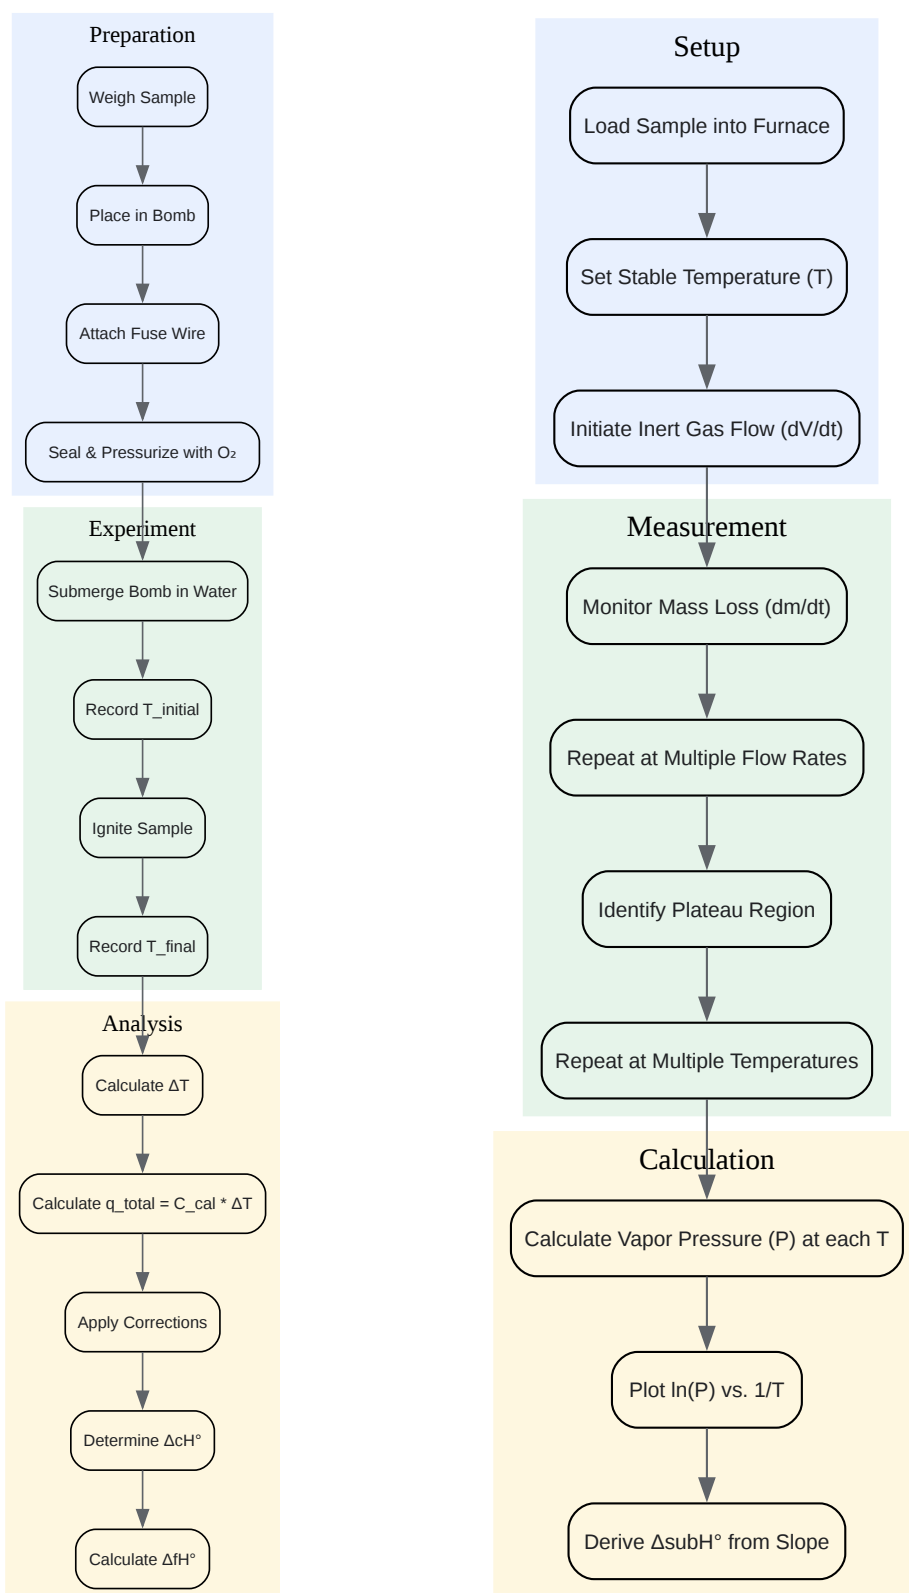 Preparation
Weigh Sample
Place in Bomb
Attach Fuse Wire
Seal & Pressurize with O₂
Experiment
Submerge Bomb in Water
Record T_initial
Ignite Sample
Record T_final
Analysis
Calculate ΔT
Calculate q_total = C_cal * ΔT
Apply Corrections
Determine ΔcH°
Calculate ΔfH°
Setup
Load Sample into Furnace
Set Stable Temperature (T)
Initiate Inert Gas Flow (dV/dt)
Measurement
Monitor Mass Loss (dm/dt)
Repeat at Multiple Flow Rates
Identify Plateau Region
Repeat at Multiple Temperatures
Calculation
Calculate Vapor Pressure (P) at each T
Plot ln(P) vs. 1/T
Derive ΔsubH° from Slope